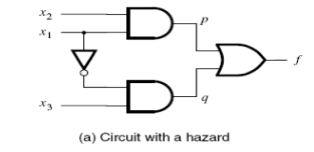 x₂
x₁
p
f
x₃
q
(a) Circuit with a hazard